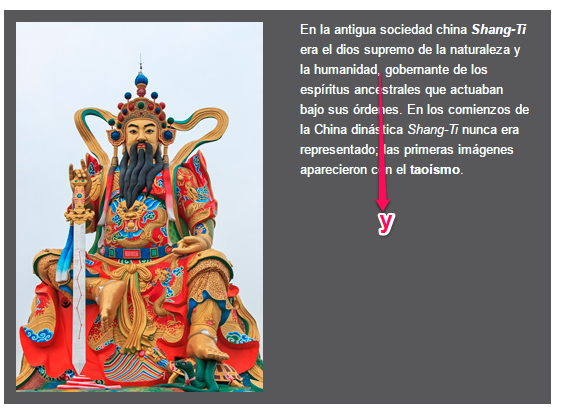 En la antigua sociedad china Shang-Ti
era el dios supremo de la naturaleza y
la humanidad, gobernante de los
espíritus ancestrales que actuaban
bajo sus órdenes. En los comienzos de
la China dinástica Shang-Ti nunca era
representado; las primeras imágenes
aparecieron con el taoísmo.
y